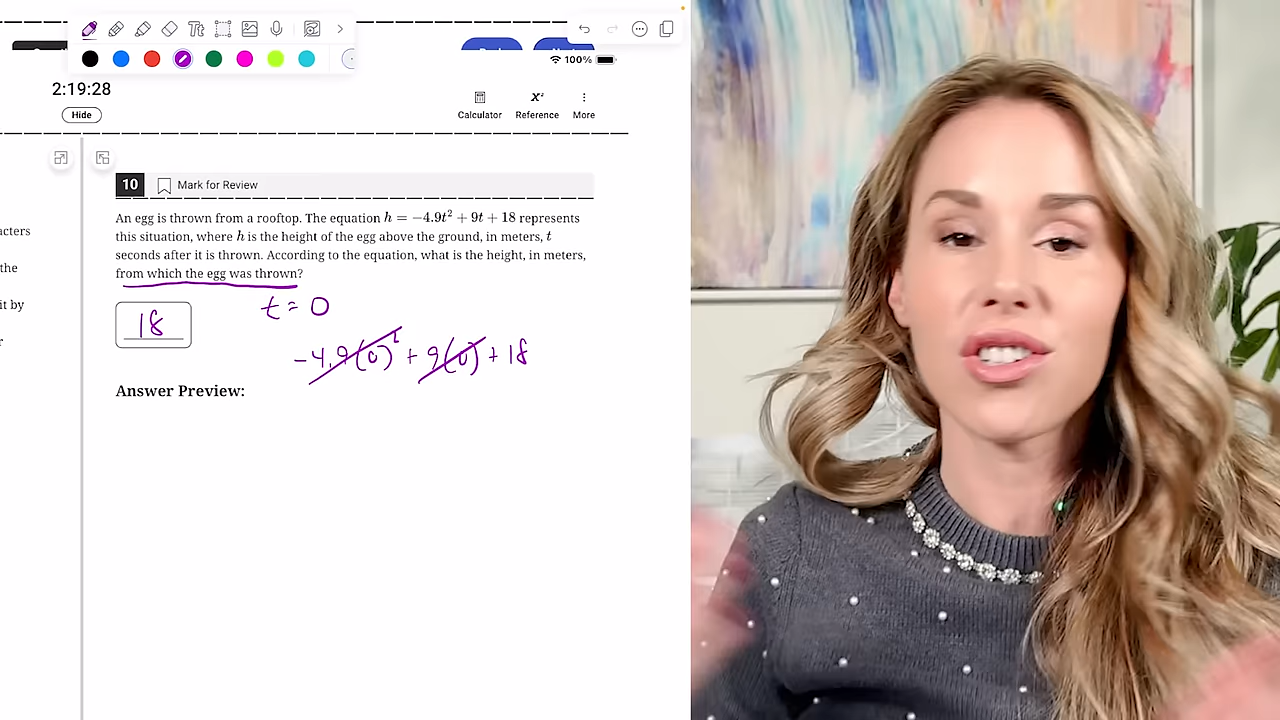 Tt
100%
2:19:28
Hide
Calculator
X²
Reference
More
10
Mark for Review
An egg is thrown from a rooftop. The equation h = −4.9t² + 9t + 18 represents
this situation, where h is the height of the egg above the ground, in meters, t
seconds after it is thrown. According to the equation, what is the height, in meters,
from which the egg was thrown?
t = 0
18
-4.9(0)² + 9(0) + 18
Answer Preview:
acters
the
it by